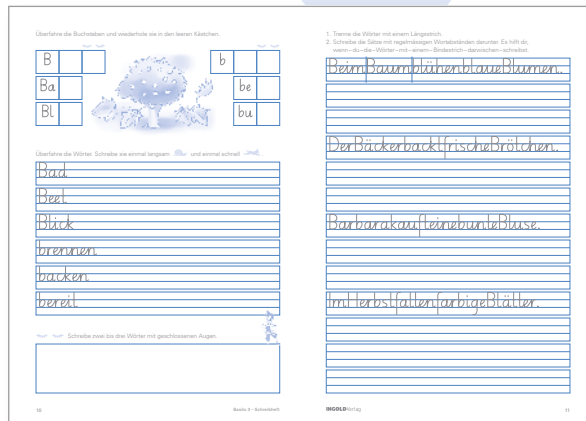 Überfahre die Buchstaben und wiederhole sie in den leeren Kästchen.
B
b
Ba
be
Bl
bu
Überfahre die Wörter. Schreibe sie einmal langsam und einmal schnell
Bad
Beet
Blick
brennen
backen
bereit
Schreibe zwei bis drei Wörter mit geschlossenen Augen.
10
Basis 2 – Schreibheft
1. Trenne die Wörter mit einem Längsstrich.
2. Schreibe die Sätze mit regelmässigen Wortabständen darunter. Es hilft dir,
wenn–du–die–Wörter–mit–einem–Bindestrich–dazwischen–schreibst.
BeimBaumblühenblaueBlumen.
DerBäckerbacktfrischeBrötchen.
BarbarakaufteinebunteBluse.
ImHerbstfallenfarbigeBlätter.
INGOLDVerlag
11